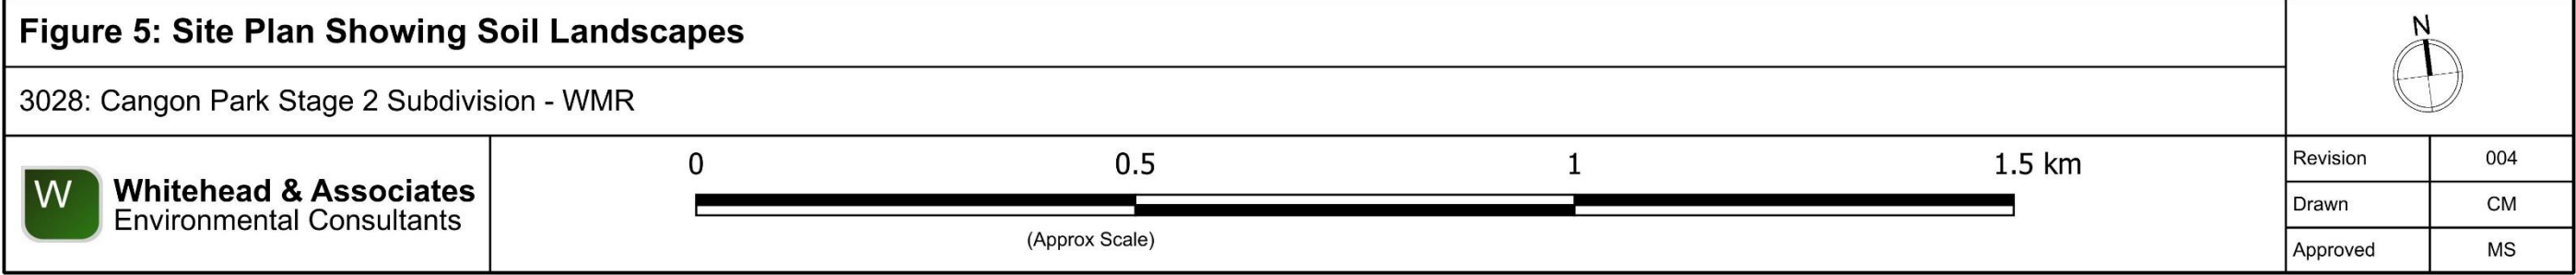 Figure 5: Site Plan Showing Soil Landscapes
N
3028: Cangon Park Stage 2 Subdivision - WMR
W
Whitehead & Associates
Environmental Consultants
0 0.5 1 1.5 km
(Approx Scale)
Revision 004
Drawn CM
Approved MS